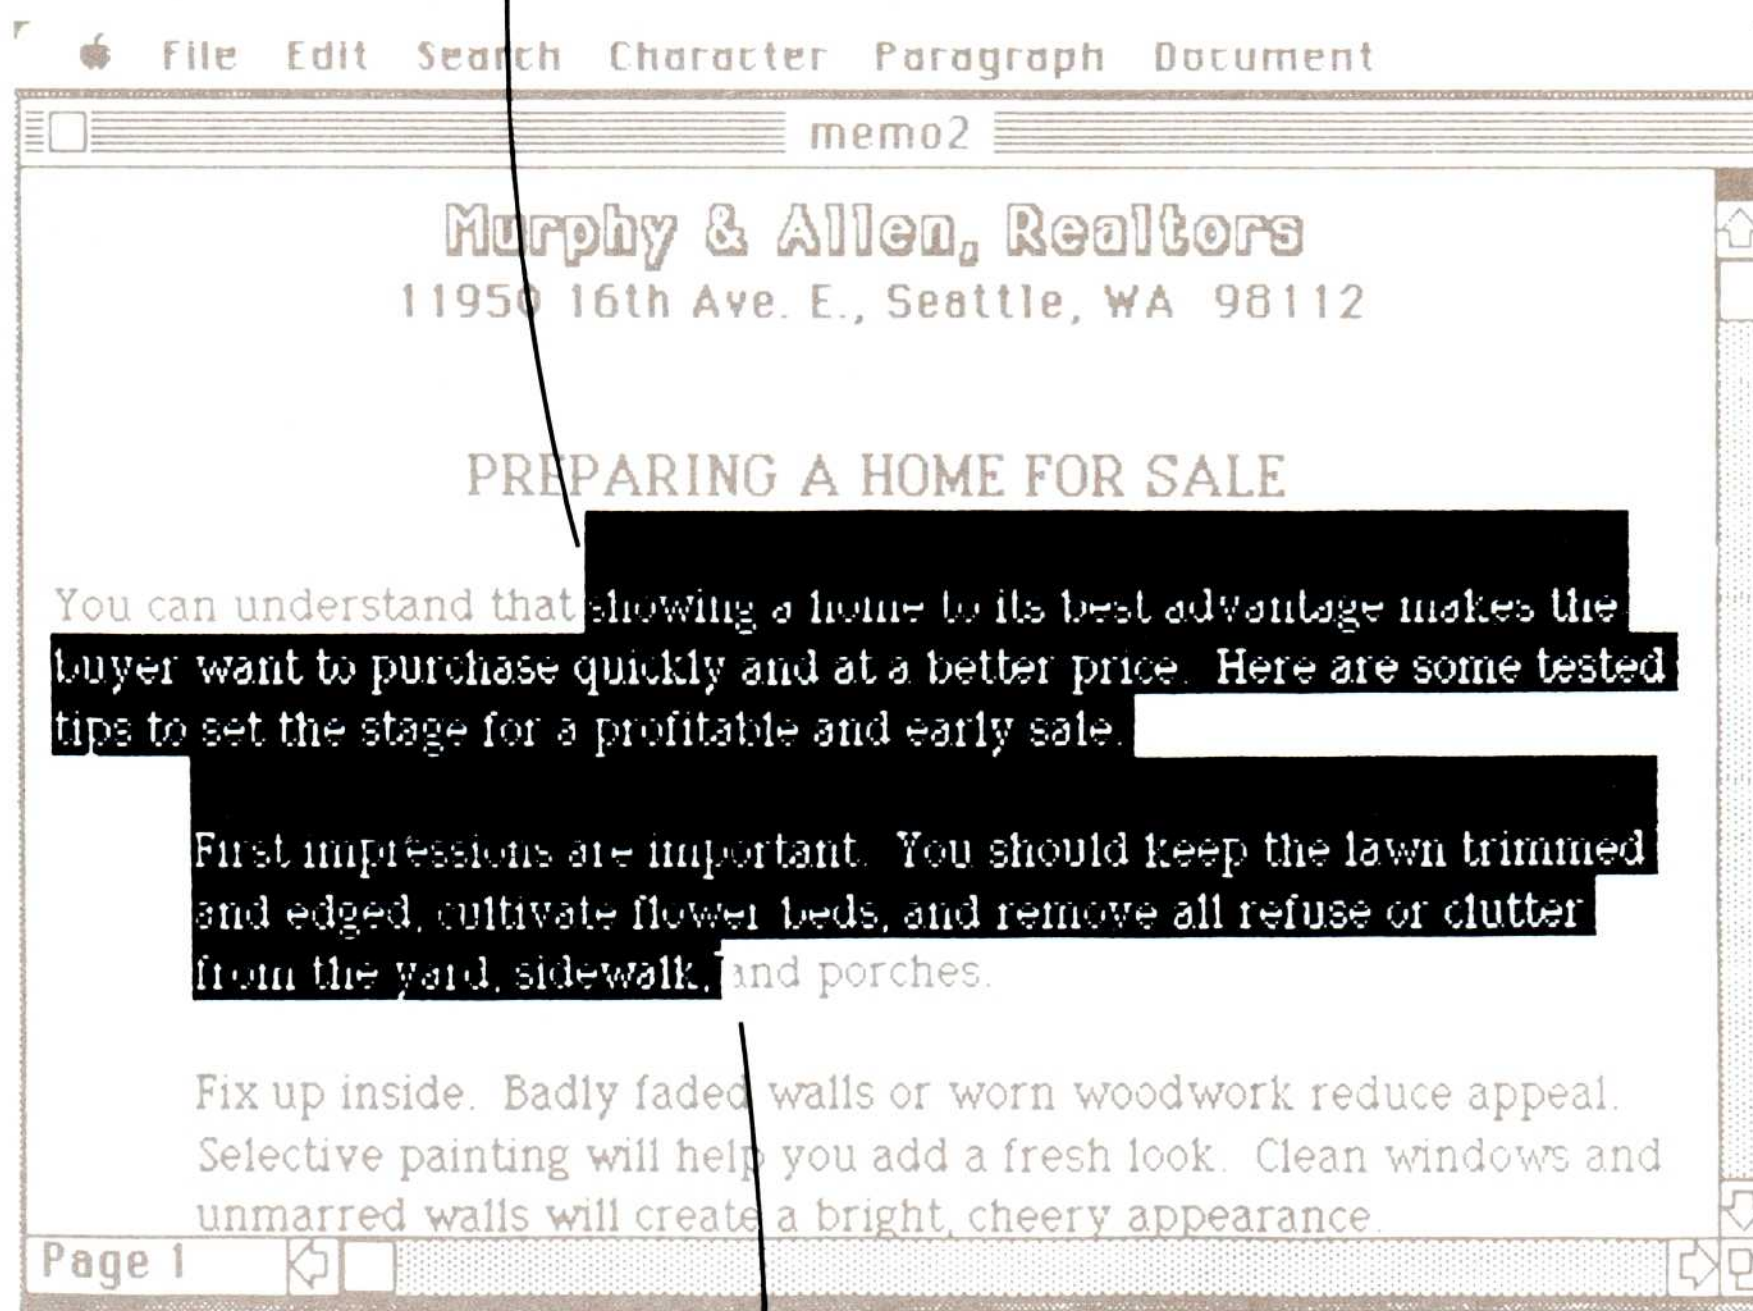 File Edit Search Character Paragraph Document
memo2
Murphy & Allen, Realtors
11950 16th Ave. E., Seattle, WA 98112
PREPARING A HOME FOR SALE
You can understand that showing a home to its best advantage makes the
buyer want to purchase quickly and at a better price. Here are some tested
tips to set the stage for a profitable and early sale.
First impressions are important. You should keep the lawn trimmed
and edged, cultivate flower beds, and remove all refuse or clutter
from the yard, sidewalk, and porches.
Fix up inside. Badly faded walls or worn woodwork reduce appeal.
Selective painting will help you add a fresh look. Clean windows and
unmarred walls will create a bright, cheery appearance.
Page 1